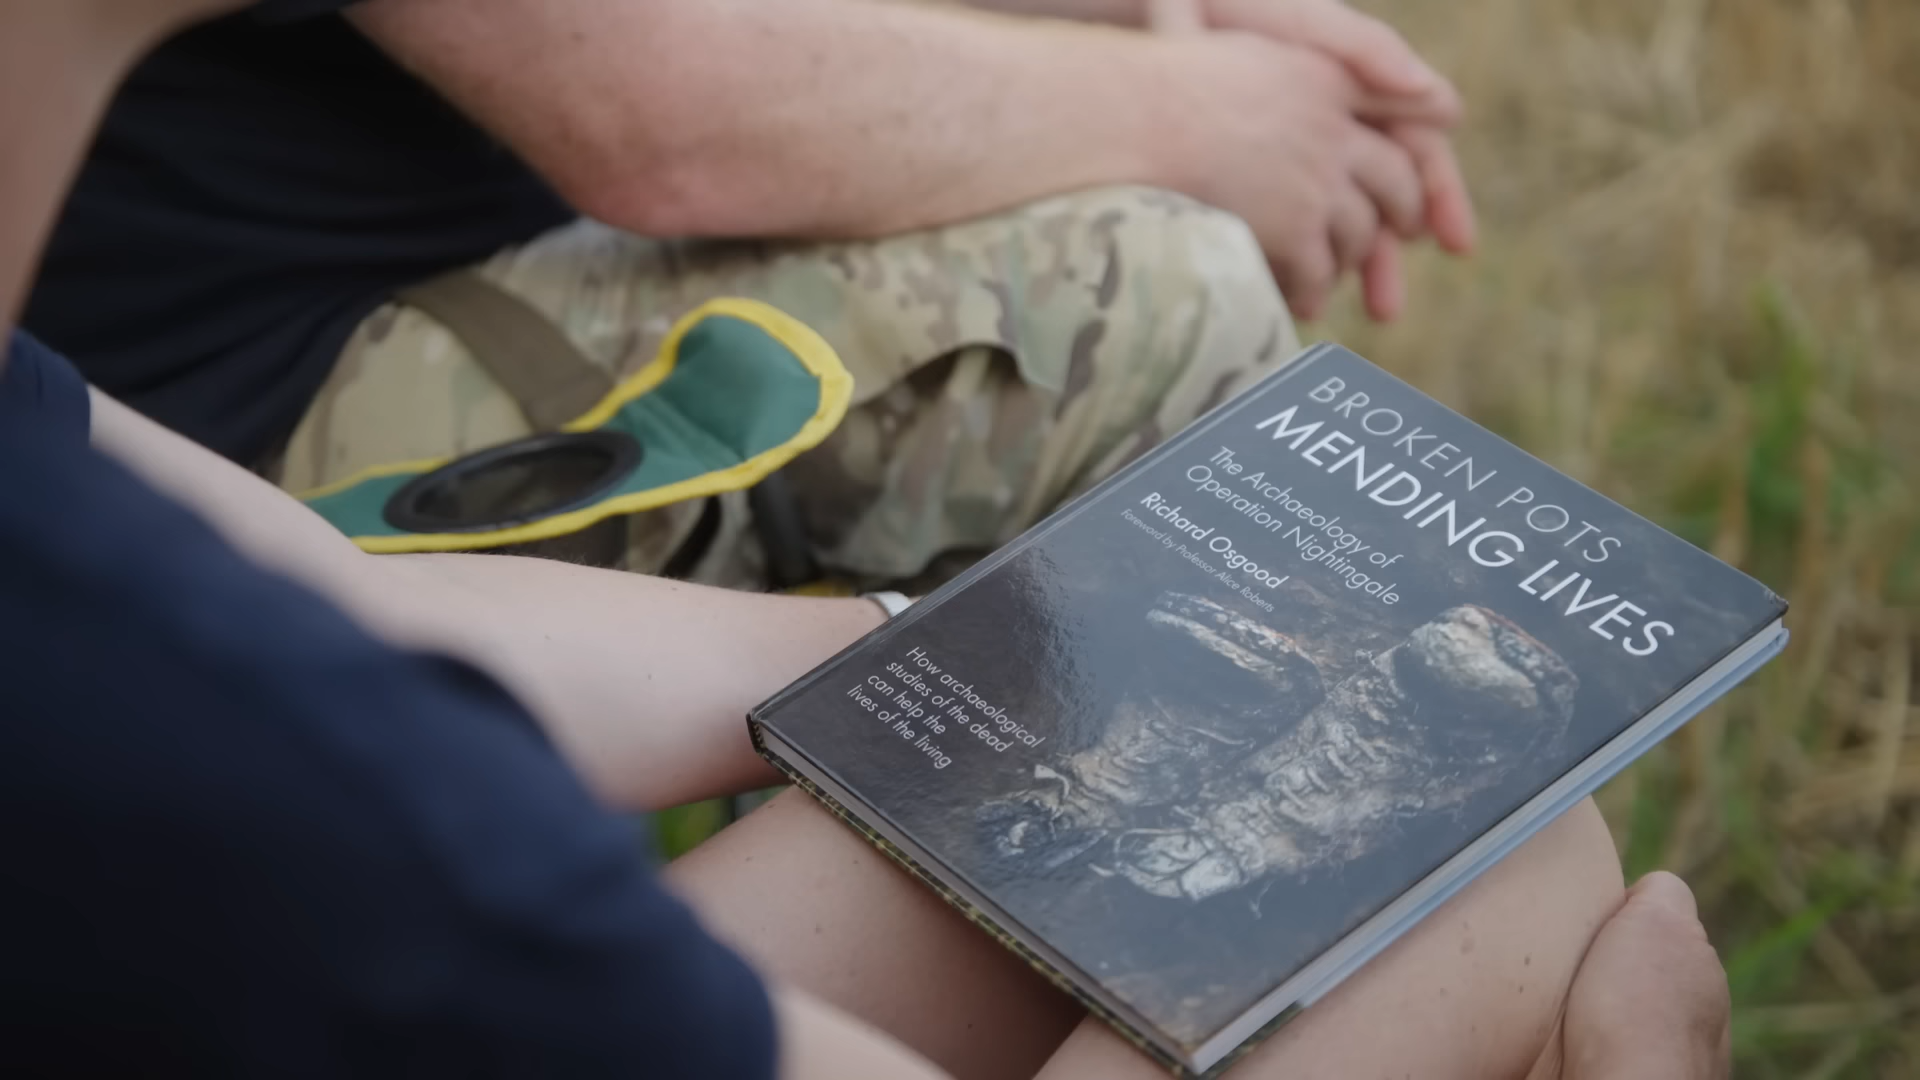 BROKEN POTS
MENDING LIVES
The Archaeology of
Operation Nightingale
Richard Osgood
Foreword by Professor Alice Roberts
How archaeological
studies of the dead
can help the
lives of the living